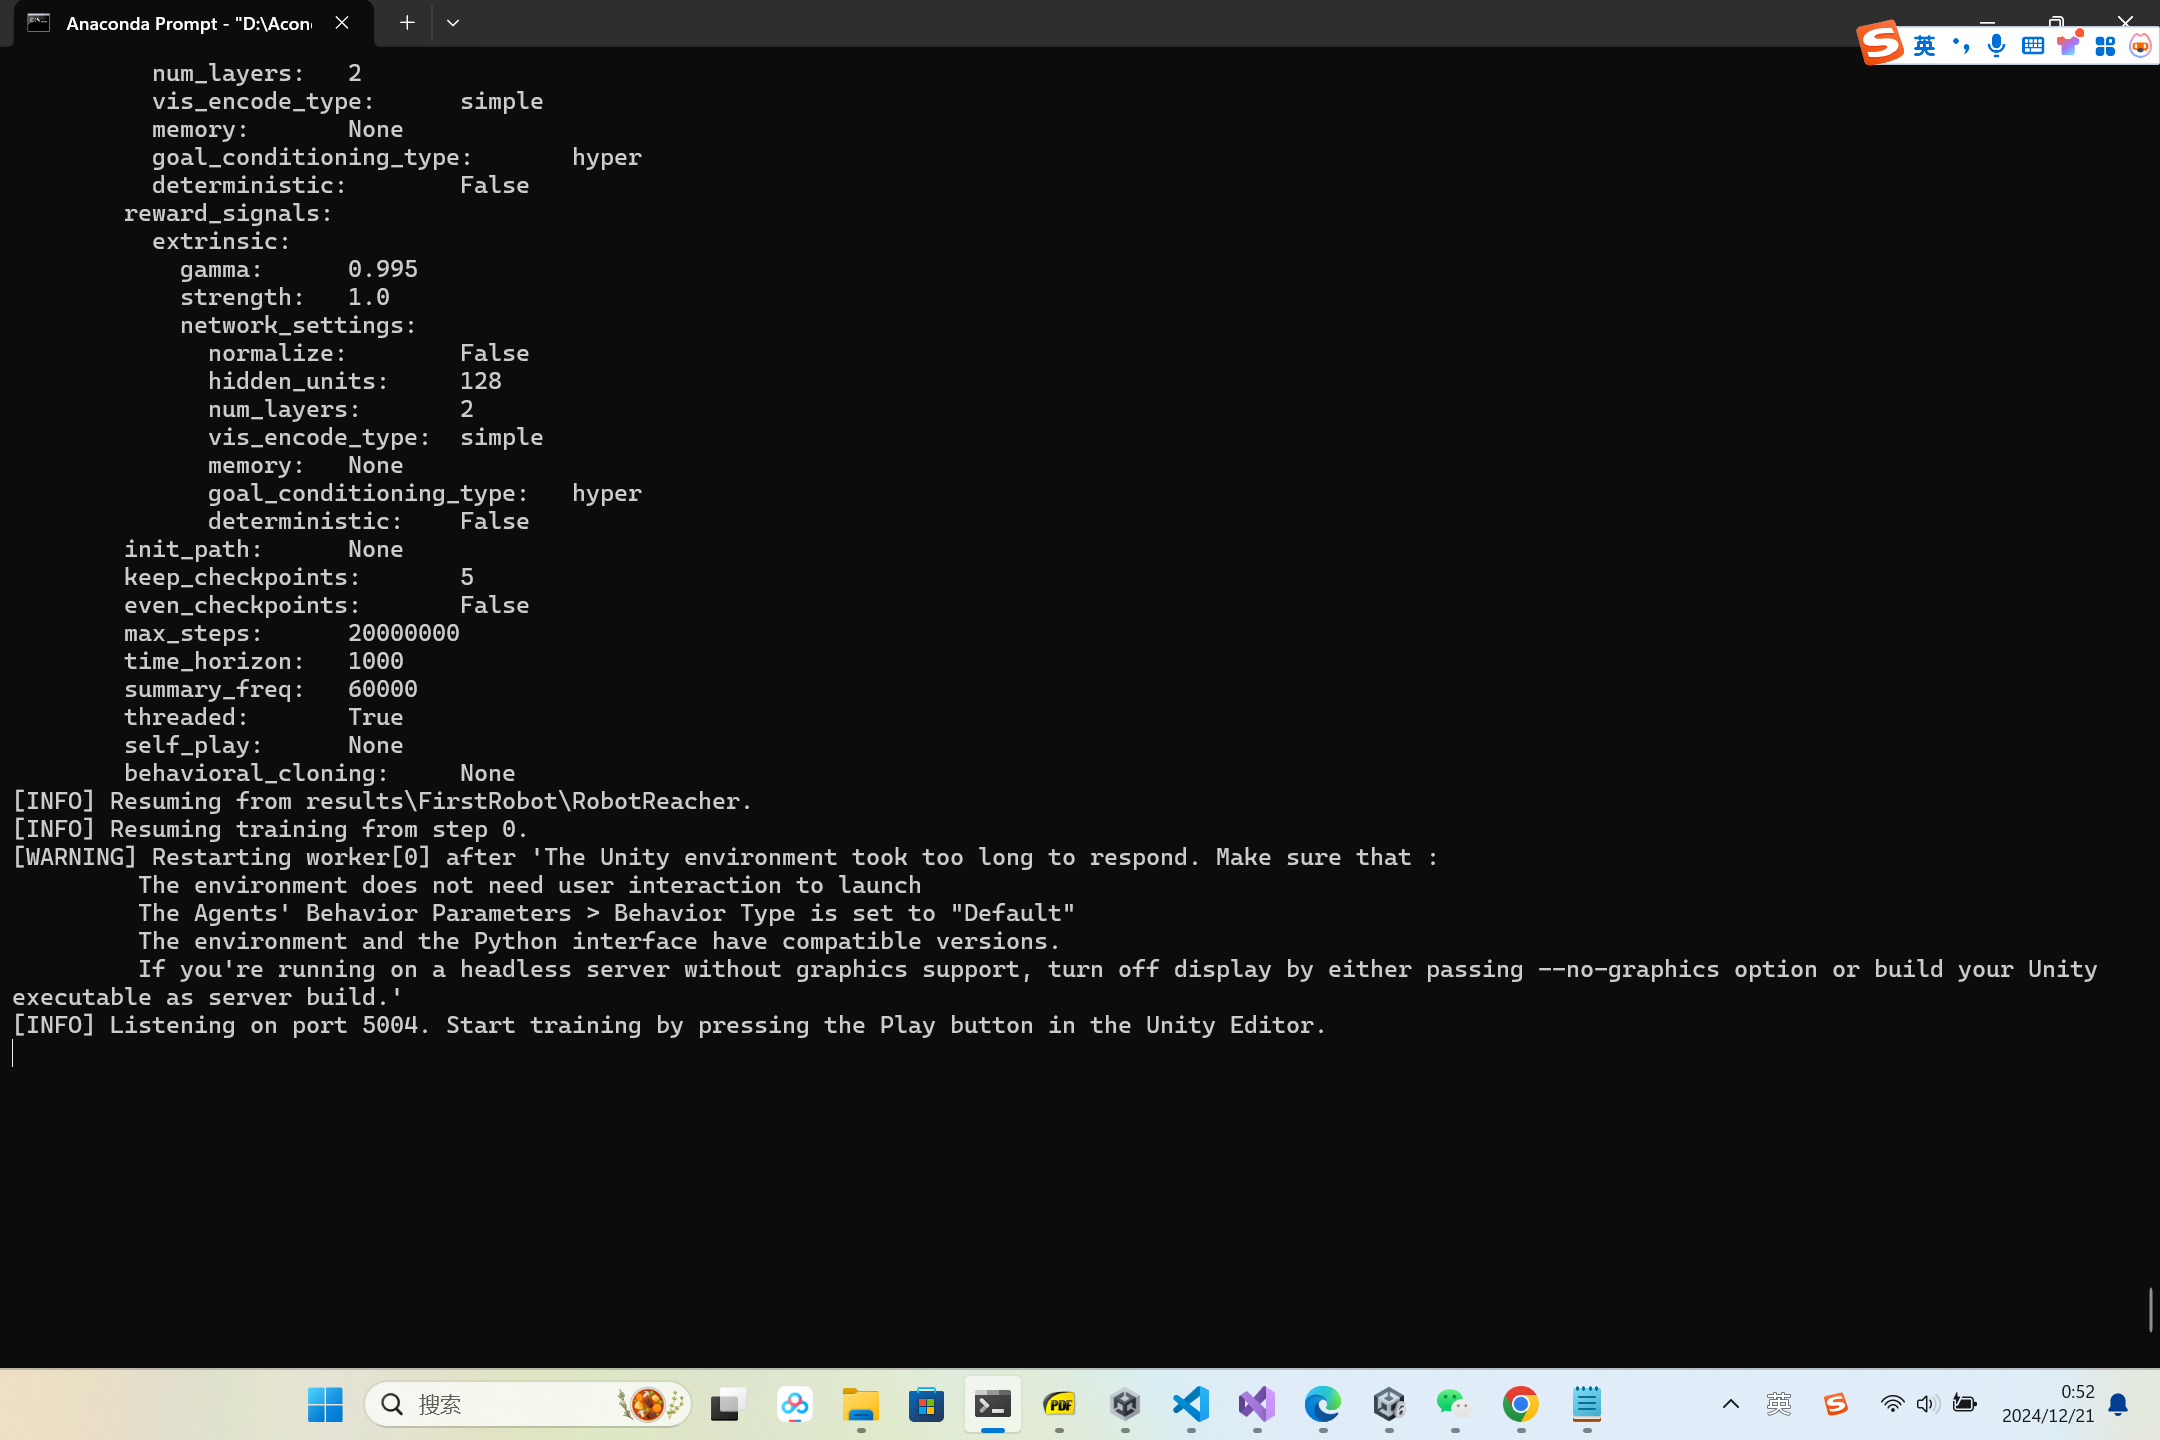 Anaconda Prompt - "D:\Acon
英
num_layers: 2
vis_encode_type: simple
memory: None
goal_conditioning_type: hyper
deterministic: False
reward_signals:
extrinsic:
gamma: 0.995
strength: 1.0
network_settings:
normalize: False
hidden_units: 128
num_layers: 2
vis_encode_type: simple
memory: None
goal_conditioning_type: hyper
deterministic: False
init_path: None
keep_checkpoints: 5
even_checkpoints: False
max_steps: 20000000
time_horizon: 1000
summary_freq: 60000
threaded: True
self_play: None
behavioral_cloning: None
[INFO] Resuming from results\FirstRobot\RobotReacher.
[INFO] Resuming training from step 0.
[WARNING] Restarting worker[0] after 'The Unity environment took too long to respond. Make sure that :
The environment does not need user interaction to launch
The Agents' Behavior Parameters > Behavior Type is set to "Default"
The environment and the Python interface have compatible versions.
If you're running on a headless server without graphics support, turn off display by either passing --no-graphics option or build your Unity
executable as server build.'
[INFO] Listening on port 5004. Start training by pressing the Play button in the Unity Editor.
搜索
PDF
英
0:52
2024/12/21